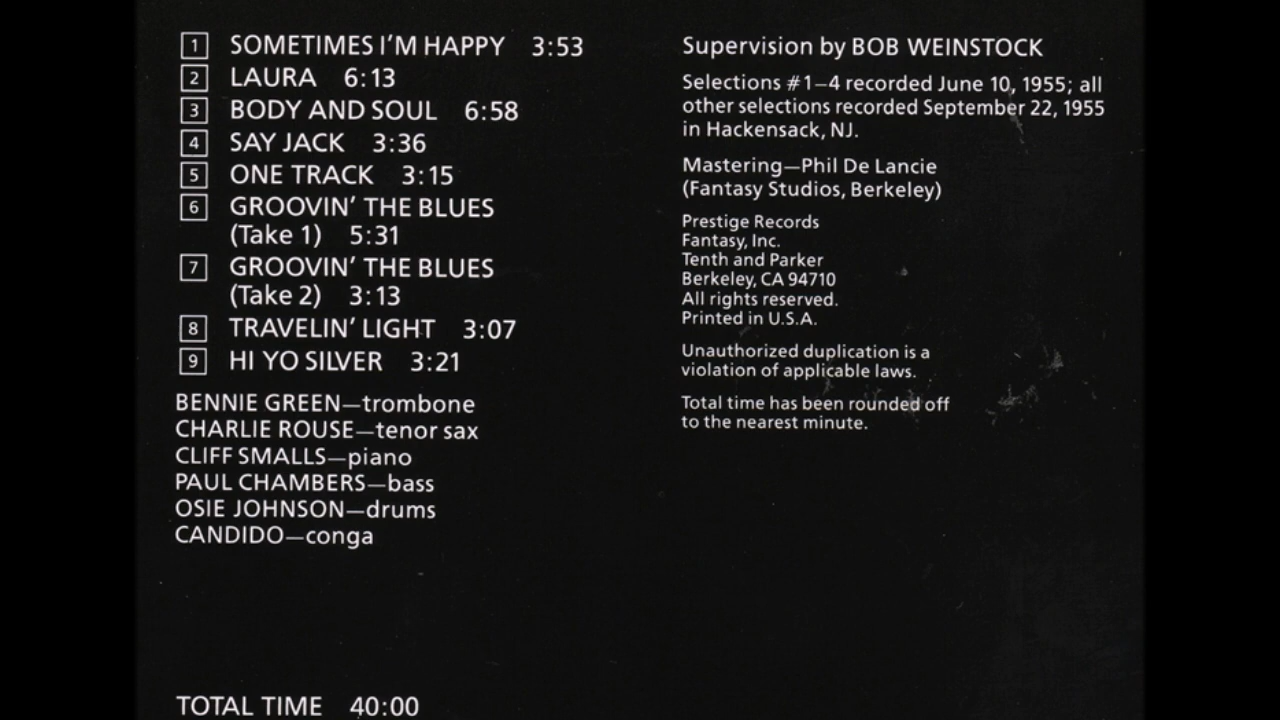 1 SOMETIMES I'M HAPPY 3:53
2 LAURA 6:13
3 BODY AND SOUL 6:58
4 SAY JACK 3:36
5 ONE TRACK 3:15
6 GROOVIN' THE BLUES
(Take 1) 5:31
7 GROOVIN' THE BLUES
(Take 2) 3:13
8 TRAVELIN' LIGHT 3:07
9 HI YO SILVER 3:21
BENNIE GREEN—trombone
CHARLIE ROUSE—tenor sax
CLIFF SMALLS—piano
PAUL CHAMBERS—bass
OSIE JOHNSON—drums
CANDIDO—conga
TOTAL TIME 40:00
Supervision by BOB WEINSTOCK
Selections #1–4 recorded June 10, 1955; all
other selections recorded September 22, 1955
in Hackensack, NJ.
Mastering—Phil De Lancie
(Fantasy Studios, Berkeley)
Prestige Records
Fantasy, Inc.
Tenth and Parker
Berkeley, CA 94710
All rights reserved.
Printed in U.S.A.
Unauthorized duplication is a
violation of applicable laws.
Total time has been rounded off
to the nearest minute.